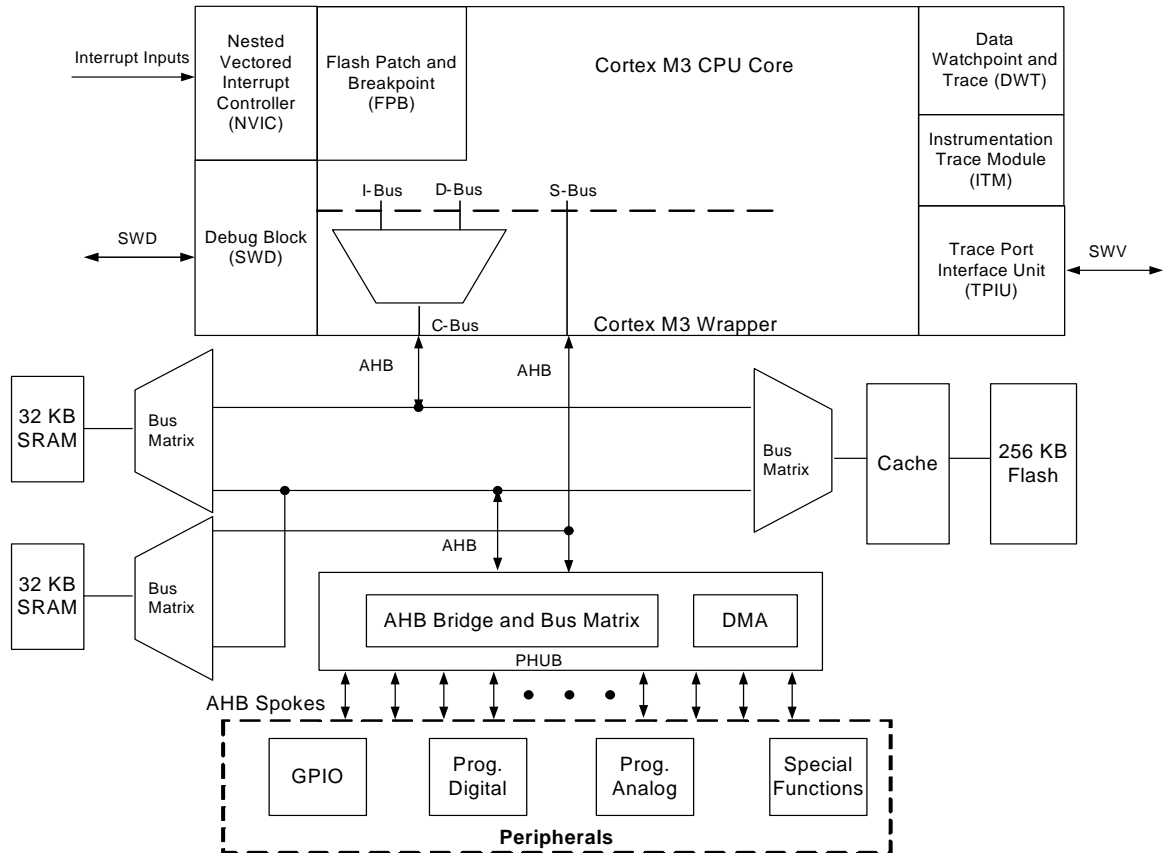 Interrupt Inputs
Nested
Vectored
Interrupt
Controller
(NVIC)
Flash Patch and
Breakpoint
(FPB)
Cortex M3 CPU Core
Data
Watchpoint and
Trace (DWT)
Instrumentation
Trace Module
(ITM)
I-Bus
D-Bus
S-Bus
SWD
Debug Block
(SWD)
Trace Port
Interface Unit
(TPIU)
SWV
C-Bus
Cortex M3 Wrapper
AHB
AHB
32 KB
SRAM
Bus
Matrix
Bus
Matrix
Cache
256 KB
Flash
AHB
32 KB
SRAM
Bus
Matrix
AHB Bridge and Bus Matrix
DMA
PHUB
AHB Spokes
GPIO
Prog.
Digital
Prog.
Analog
Special
Functions
Peripherals